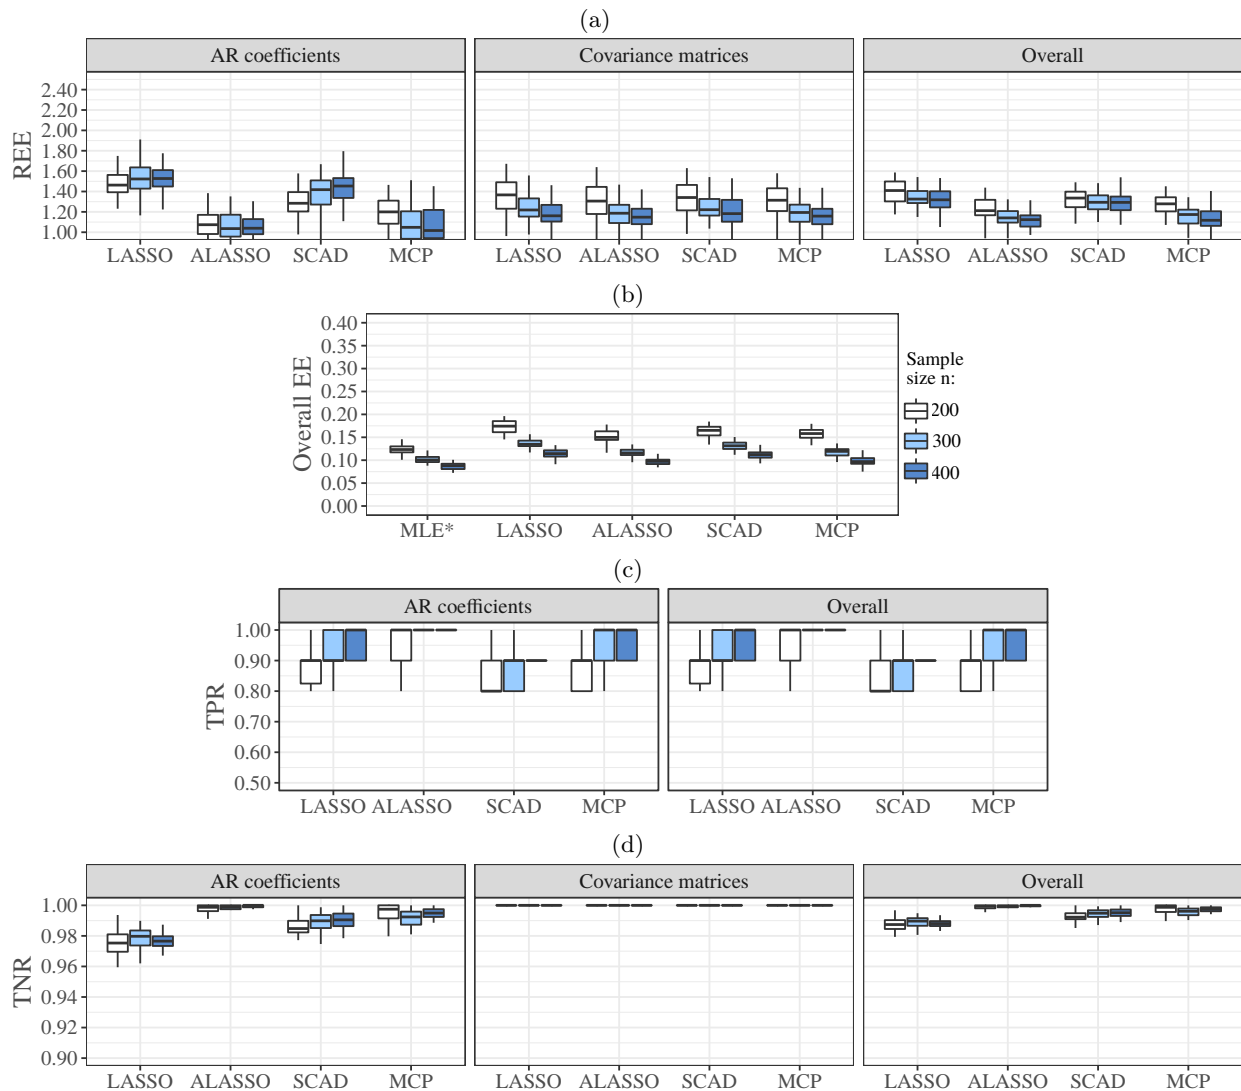 (a)
AR coefficients Covariance matrices Overall
REE
2.40
2.20
2.00
1.80
1.60
1.40
1.20
1.00
LASSO ALASSO SCAD MCP LASSO ALASSO SCAD MCP LASSO ALASSO SCAD MCP
(b)
Overall EE
0.40
0.35
0.30
0.25
0.20
0.15
0.10
0.05
0.00
MLE* LASSO ALASSO SCAD MCP
Sample
size n:
200
300
400
(c)
AR coefficients Overall
TPR
1.00
0.90
0.80
0.70
0.60
0.50
LASSO ALASSO SCAD MCP LASSO ALASSO SCAD MCP
(d)
AR coefficients Covariance matrices Overall
TNR
1.00
0.98
0.96
0.94
0.92
0.90
LASSO ALASSO SCAD MCP LASSO ALASSO SCAD MCP LASSO ALASSO SCAD MCP